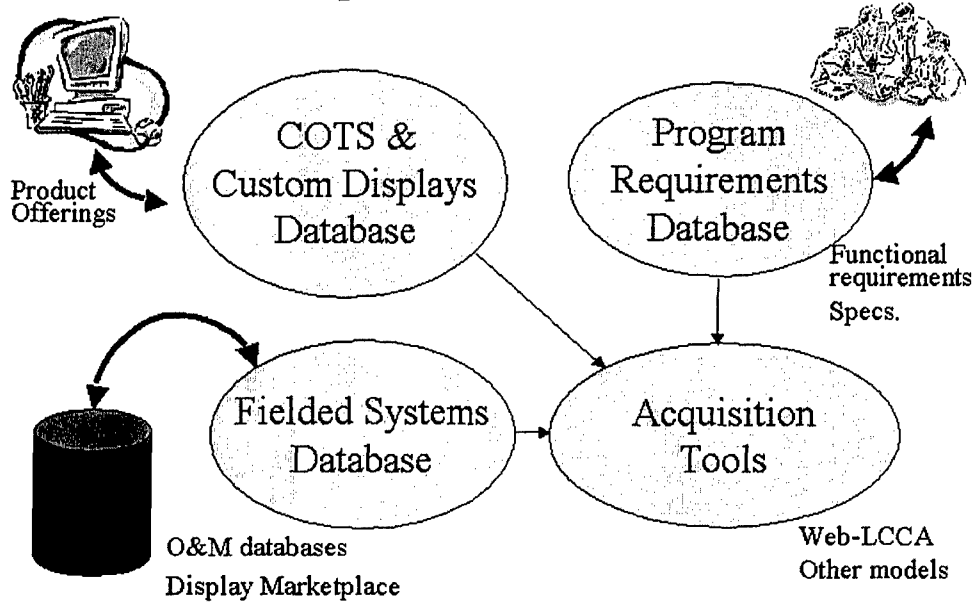 COTS &
Custom Displays
Database
Program
Requirements
Database
Product
Offerings
Functional
requirements
Specs.
Fielded Systems
Database
Acquisition
Tools
O&M databases
Display Marketplace
Web-LCCA
Other models